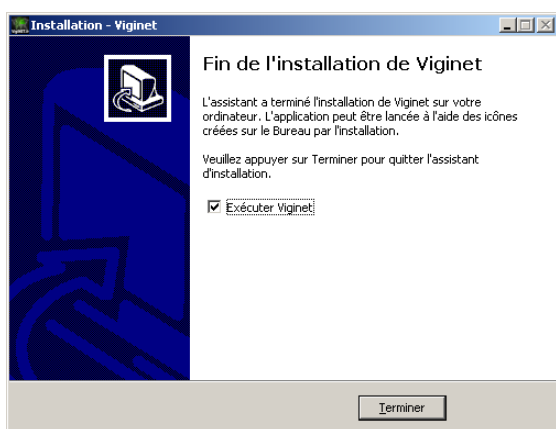 Installation - Viginet
Fin de l'installation de Viginet
L'assistant a terminé l'installation de Viginet sur votre
ordinateur. L'application peut être lancée à l'aide des icônes
créées sur le Bureau par l'installation.
Veuillez appuyer sur Terminer pour quitter l'assistant
d'installation.
Exécuter Viginet
Terminer